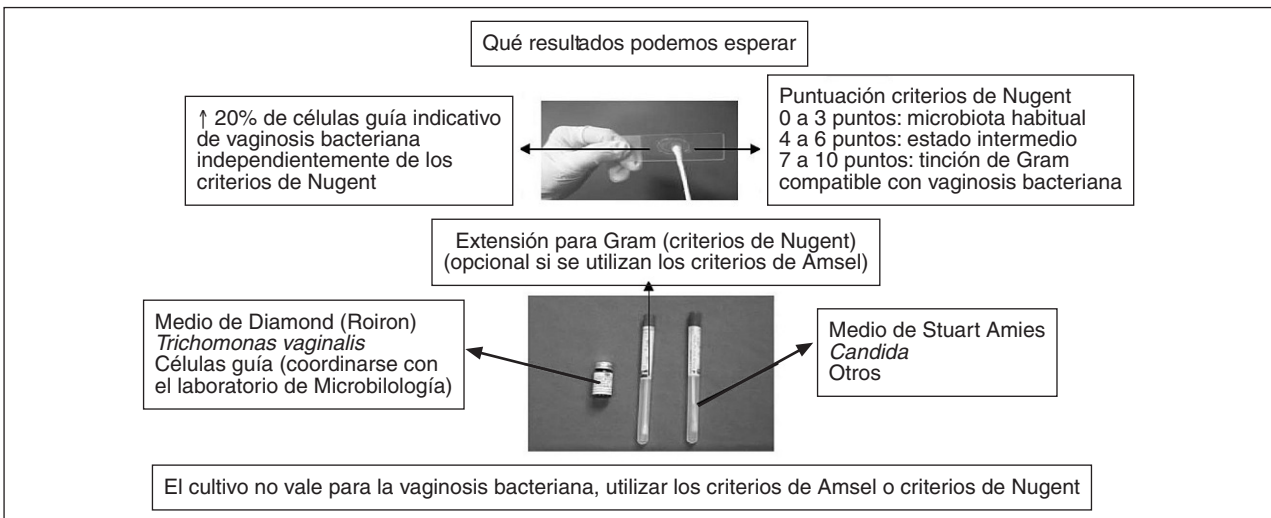 Qué resultados podemos esperar
↑ 20% de células guía indicativo
de vaginosis bacteriana
independientemente de los
criterios de Nugent
Puntuación criterios de Nugent
0 a 3 puntos: microbiota habitual
4 a 6 puntos: estado intermedio
7 a 10 puntos: tinción de Gram
compatible con vaginosis bacteriana
Extensión para Gram (criterios de Nugent)
(opcional si se utilizan los criterios de Amsel)
Medio de Diamond (Roiron)
Trichomonas vaginalis
Células guía (coordinarse con
el laboratorio de Microbilología)
Medio de Stuart Amies
Candida
Otros
El cultivo no vale para la vaginosis bacteriana, utilizar los criterios de Amsel o criterios de Nugent